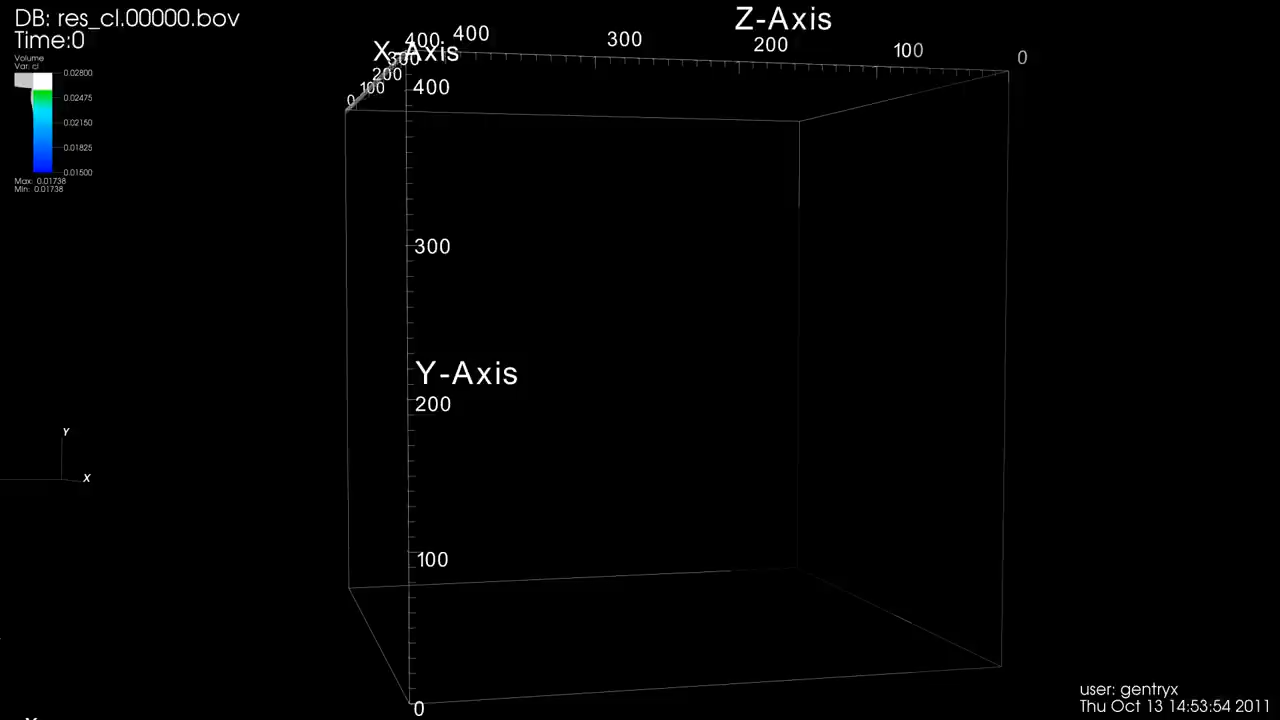 DB: res_cl.00000.bov
Time:0
Volume
Var: cl
0.02800
0.02475
0.02150
0.01825
0.01500
Max: 0.01738
Min: 0.01738
Z-Axis
400
300
200
100
0
X-Axis
400
300
200
100
0
400
300
Y-Axis
200
100
0
Y
X
user: gentryx
Thu Oct 13 14:53:54 2011